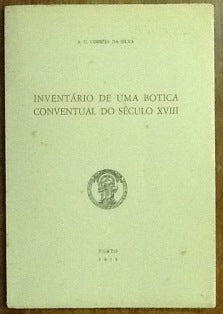 A. C. CORREIA DA SILVA
INVENTÁRIO DE UMA BOTICA
CONVENTUAL DO SÉCULO XVIII
PORTO